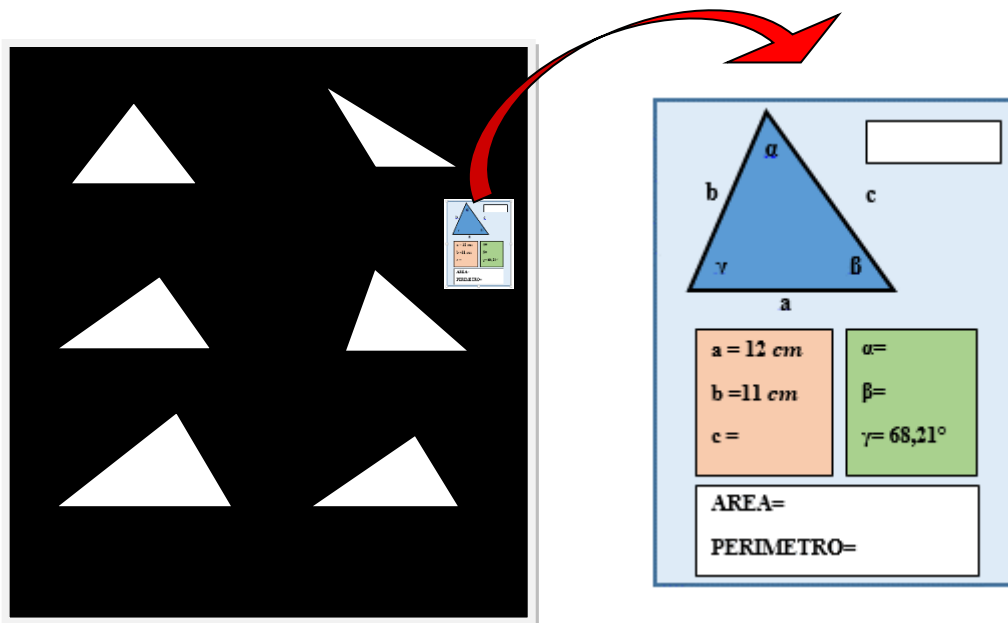 α
b
c
γ
β
a
a = 12 cm
b =11 cm
c =
α=
β=
γ= 68,21°
AREA=
PERIMETRO=